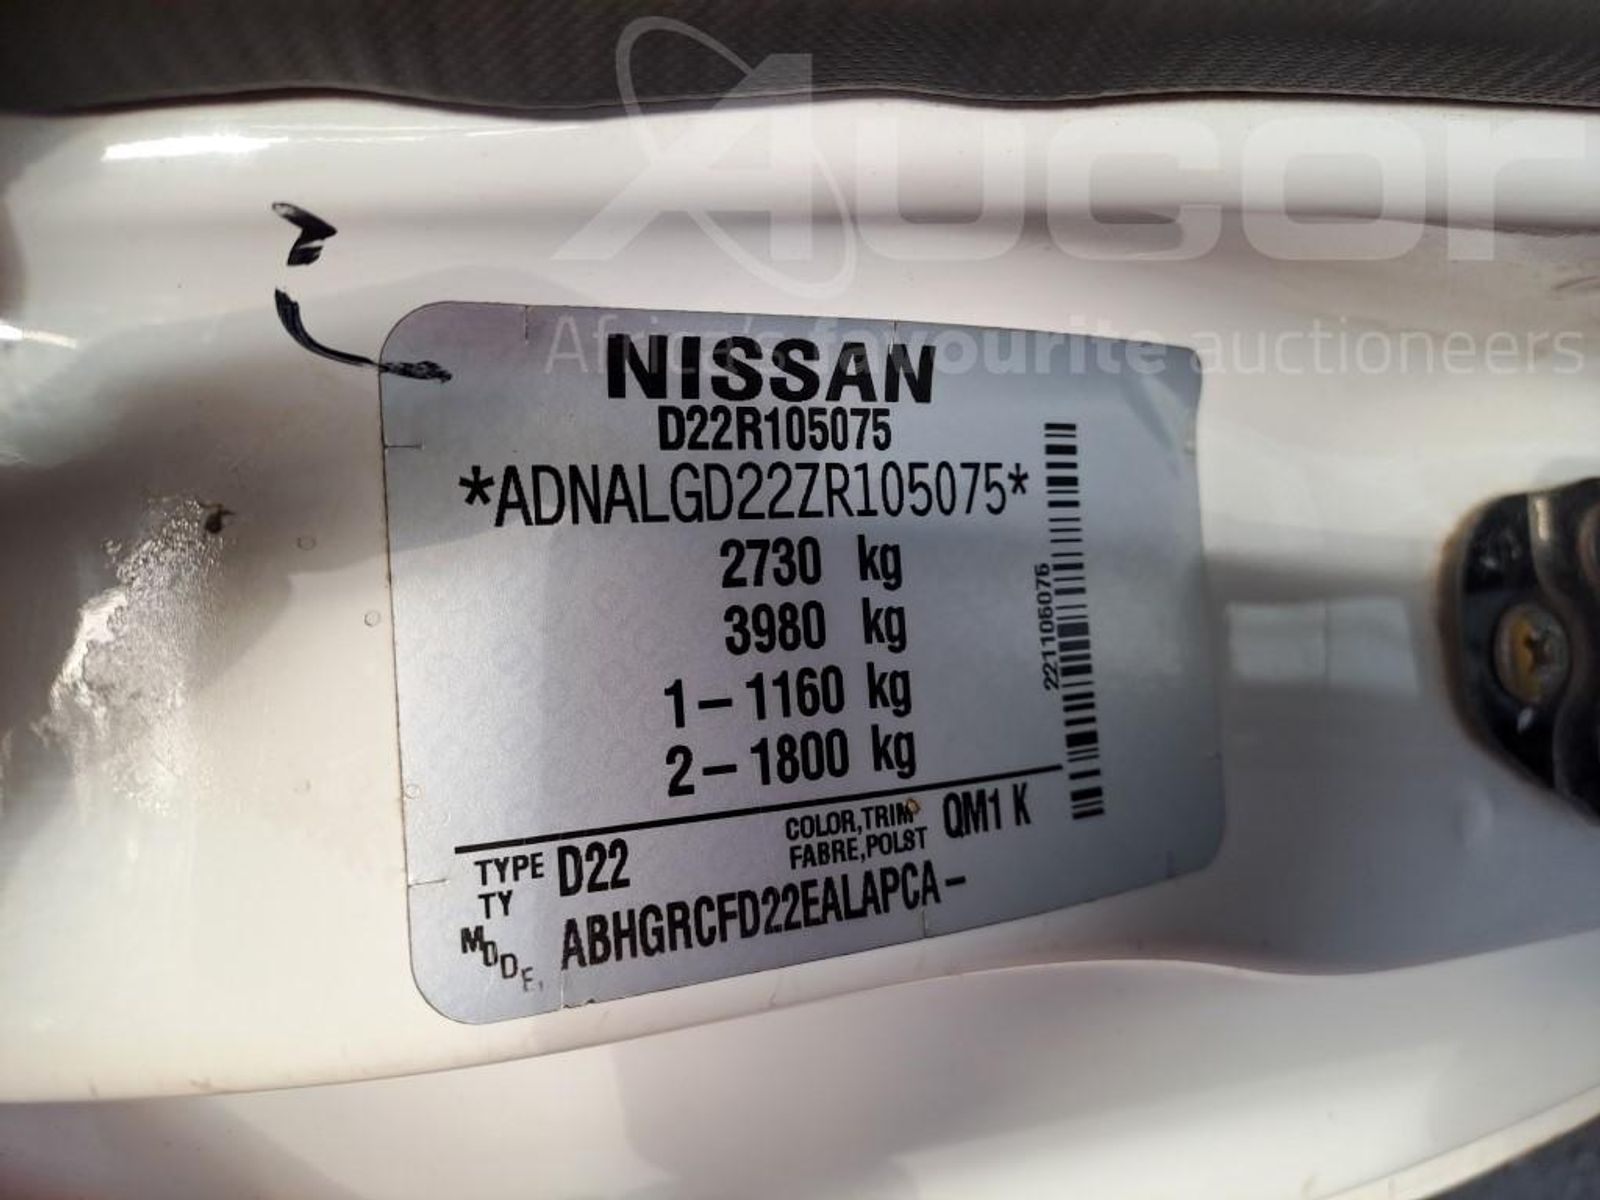 Aucor
Africa's favourite auctioneers
NISSAN
D22R105075
*ADNALGD22ZR105075*
2730 kg
3980 kg
1-1160 kg
2-1800 kg
221105075
TYPE D22
TY
COLOR,TRIM QM1 K
FABRE,POLST
MODE. ABHGRCFD22EALAPCA-